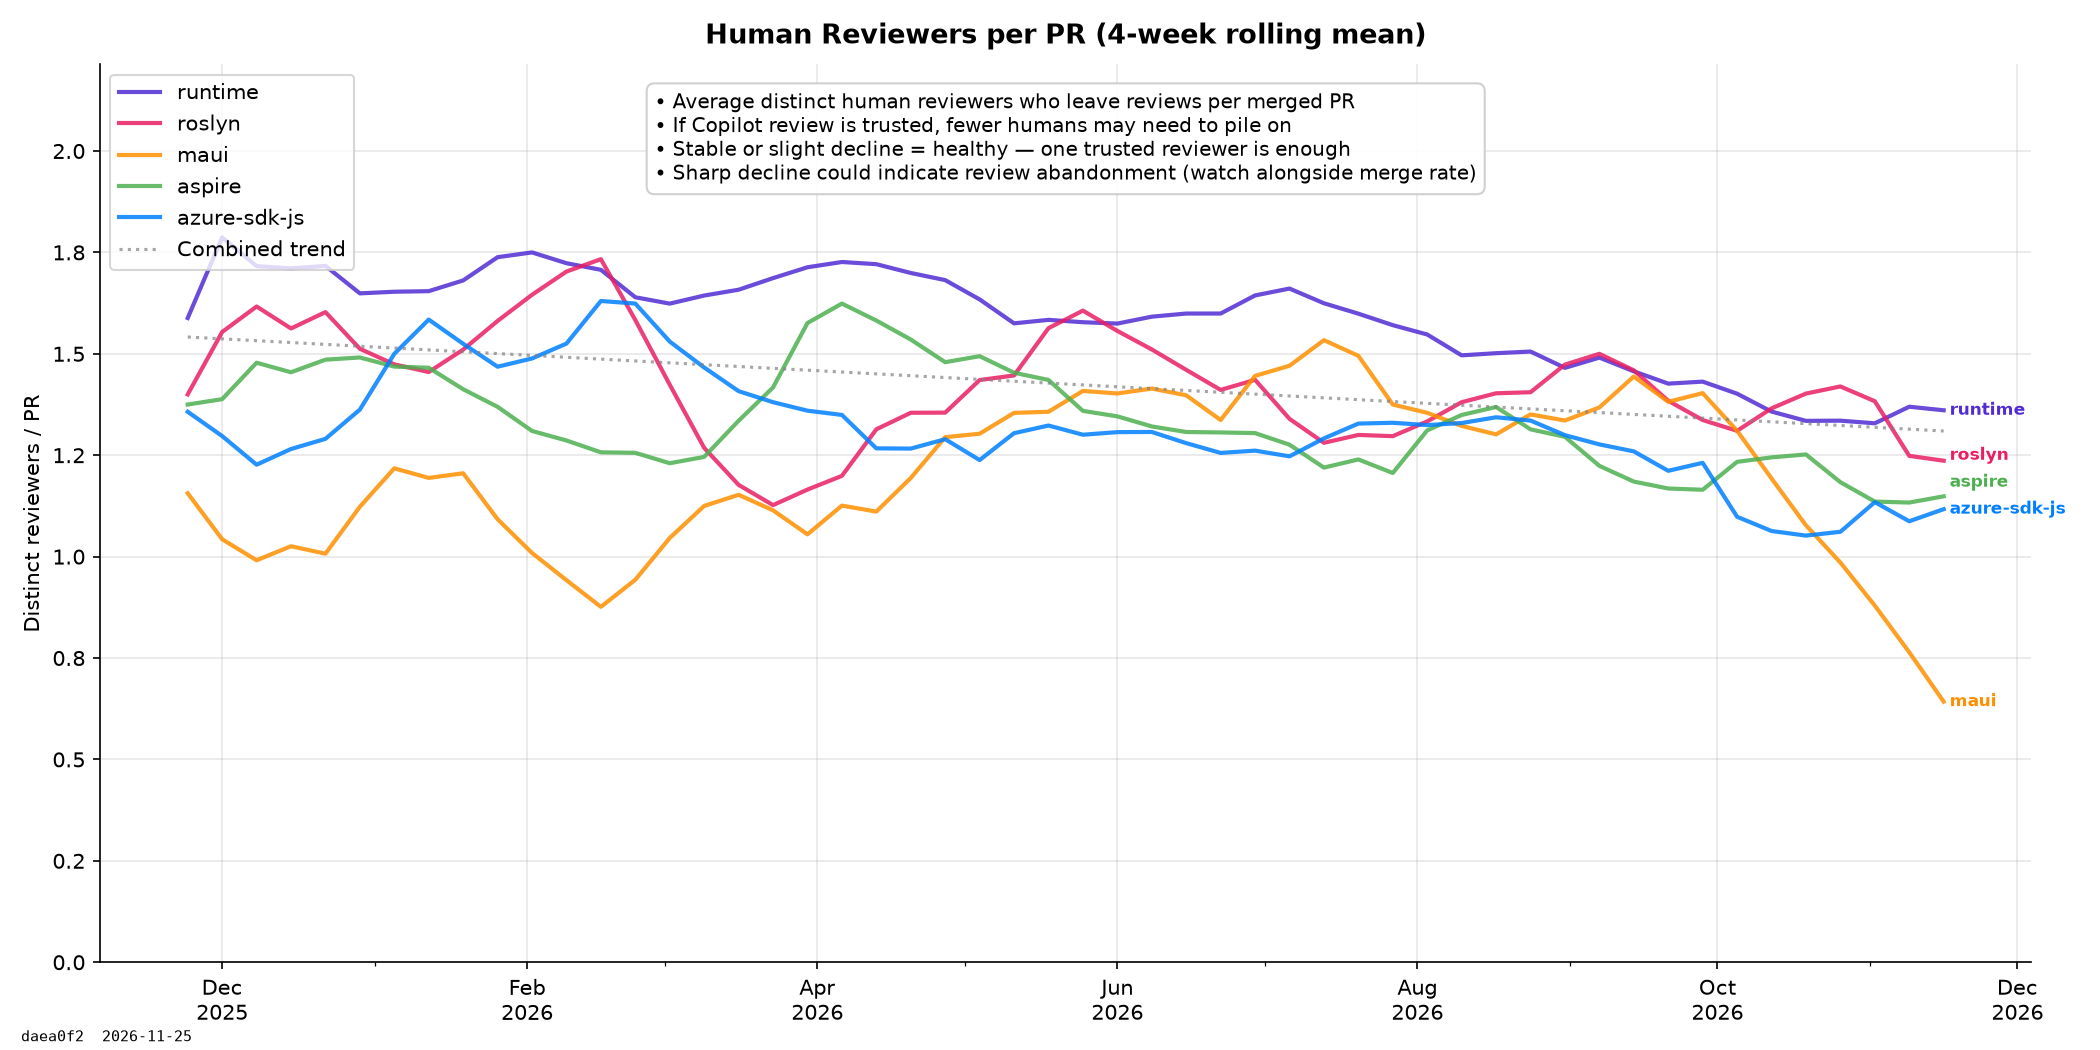 Human Reviewers per PR (4-week rolling mean)
runtime
roslyn
maui
aspire
azure-sdk-js
Combined trend
• Average distinct human reviewers who leave reviews per merged PR
• If Copilot review is trusted, fewer humans may need to pile on
• Stable or slight decline = healthy — one trusted reviewer is enough
• Sharp decline could indicate review abandonment (watch alongside merge rate)
Distinct reviewers / PR
2.0
1.8
1.5
1.2
1.0
0.8
0.5
0.2
0.0
runtime
roslyn
aspire
azure-sdk-js
maui
Dec
2025
Feb
2026
Apr
2026
Jun
2026
Aug
2026
Oct
2026
Dec
2026
daea0f2 2026-11-25